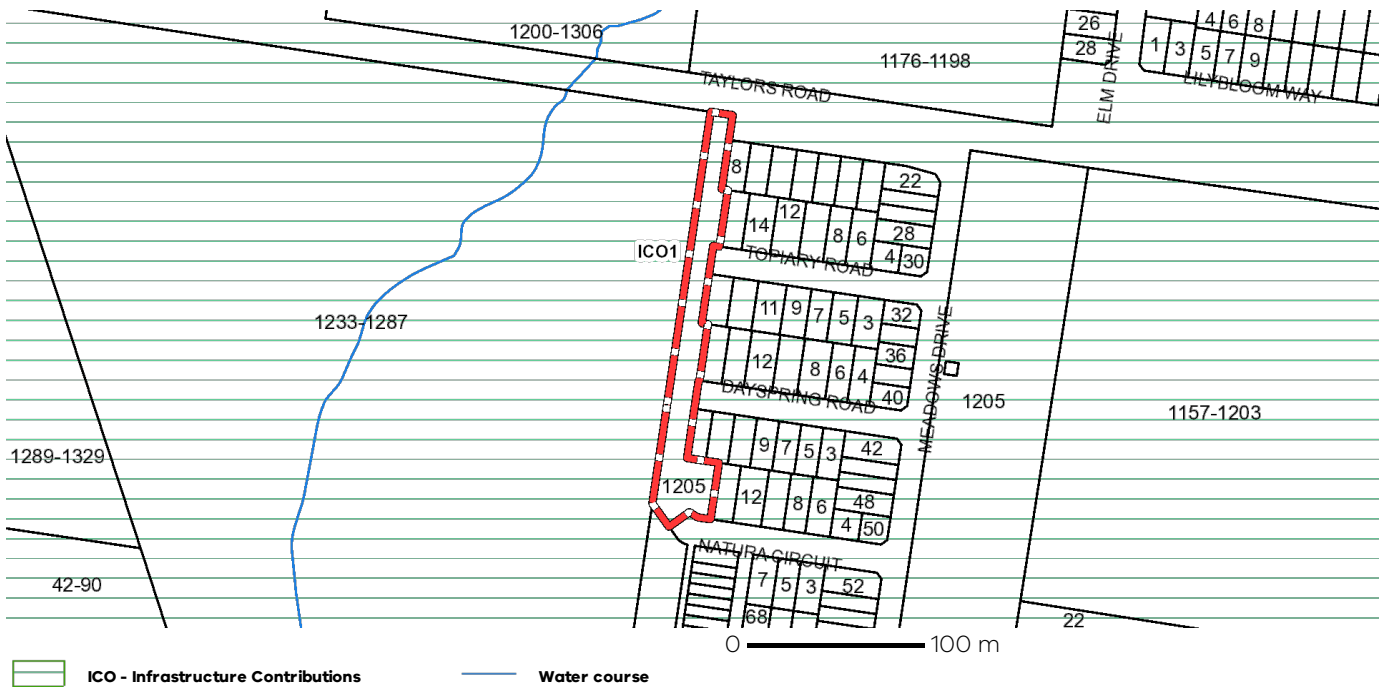 26
4 6 8
1200-1306
28
1 3 5 7 9
1176-1198
ELM DRIVE
TAYLORS ROAD
LILYBLOOM WAY
8
22
12
14
8 6
28
ICO1
TOPIARY ROAD
4 30
11 9 7 5 3
32
1233-1287
36
12
8 6 4
MEADOWS DRIVE
DAYSPRING ROAD
40
1205
1157-1203
9 7 5 3
42
1289-1329
1205
12
8 6
48
4 50
NATURA CIRCUIT
42-90
7 5 3
52
68
22
0 100 m
ICO - Infrastructure Contributions
Water course